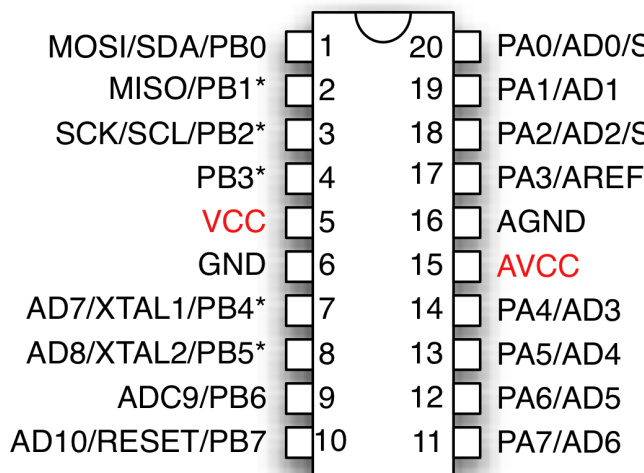 MOSI/SDA/PB0 1 20 PA0/AD0/S
MISO/PB1* 2 19 PA1/AD1
SCK/SCL/PB2* 3 18 PA2/AD2/S
PB3* 4 17 PA3/AREF
VCC 5 16 AGND
GND 6 15 AVCC
AD7/XTAL1/PB4* 7 14 PA4/AD3
AD8/XTAL2/PB5* 8 13 PA5/AD4
ADC9/PB6 9 12 PA6/AD5
AD10/RESET/PB7 10 11 PA7/AD6